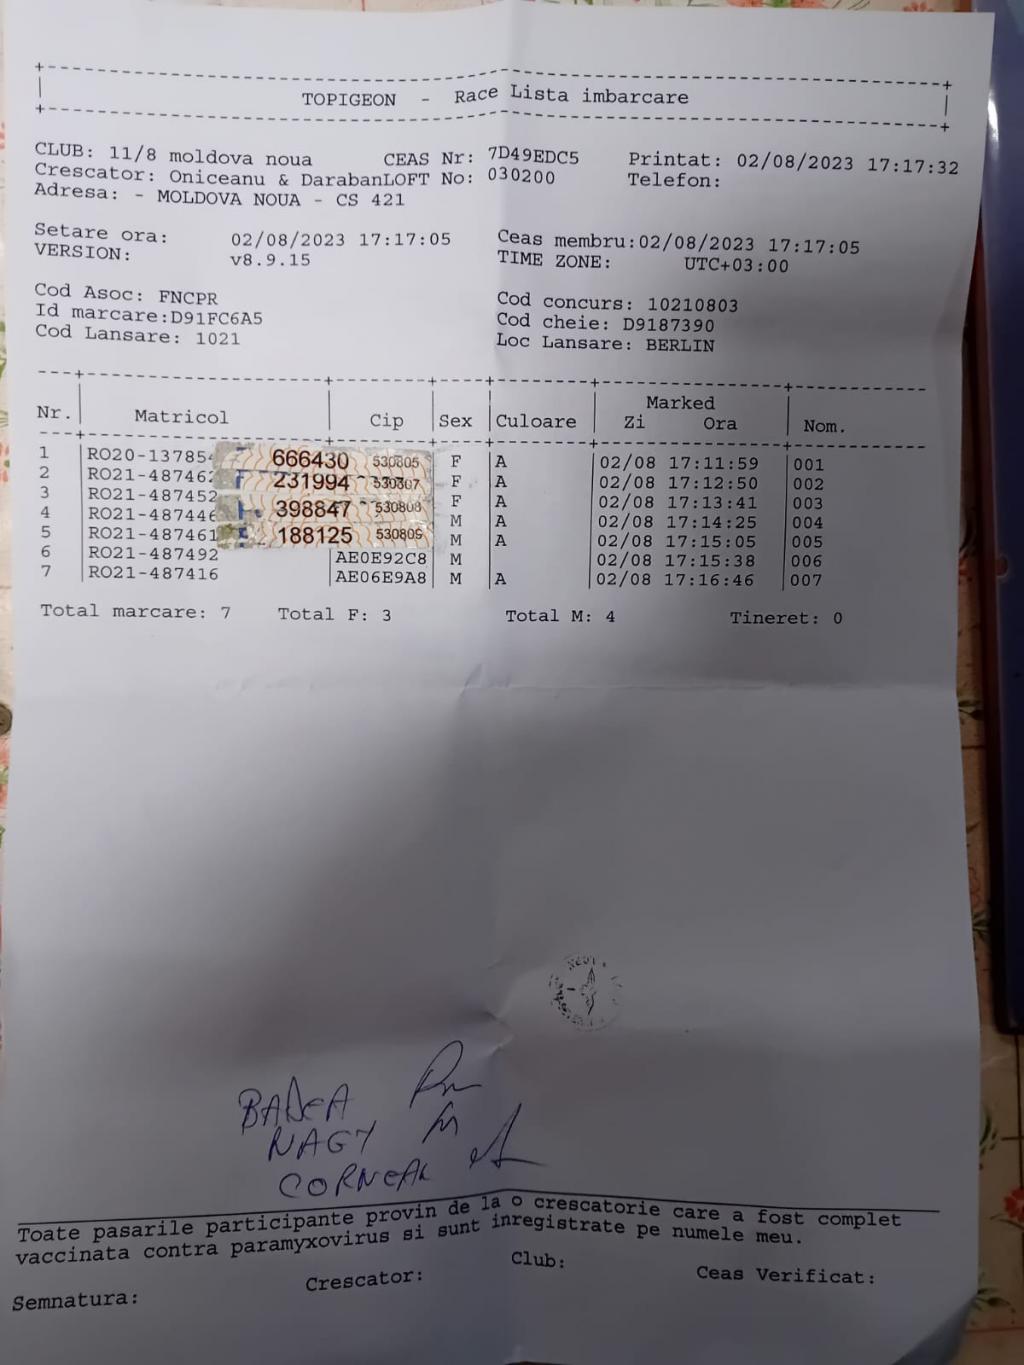 TOPIGEON - Race Lista imbarcare
CLUB: 11/8 moldova noua CEAS Nr: 7D49EDC5 Printat: 02/08/2023 17:17:32
Crescator: Oniceanu & DarabanLOFT No: 030200 Telefon:
Adresa: - MOLDOVA NOUA - CS 421
Setare ora: 02/08/2023 17:17:05 Ceas membru:02/08/2023 17:17:05
VERSION: v8.9.15 TIME ZONE: UTC+03:00
Cod Asoc: FNCPR Cod concurs: 10210803
Id marcare:D91FC6A5 Cod cheie: D9187390
Cod Lansare: 1021 Loc Lansare: BERLIN
Marked
Nr. Matricol Cip Sex Culoare Zi Ora Nom.
1 RO20-137854 666430 530805 F A 02/08 17:11:59 001
2 RO21-487462 231994 530807 F A 02/08 17:12:50 002
3 RO21-487452 398847 530808 F A 02/08 17:13:41 003
4 RO21-487446 188125 530809 M A 02/08 17:14:25 004
5 RO21-487461 M A 02/08 17:15:05 005
6 RO21-487492 AE0E92C8 M 02/08 17:15:38 006
7 RO21-487416 AE06E9A8 M A 02/08 17:16:46 007
Total marcare: 7 Total F: 3 Total M: 4 Tineret: 0
BADEA
NAGY
CORNEAN
Toate pasarile participante provin de la o crescatorie care a fost complet
vaccinata contra paramyxovirus si sunt inregistrate pe numele meu.
Semnatura: Crescator: Club: Ceas Verificat: